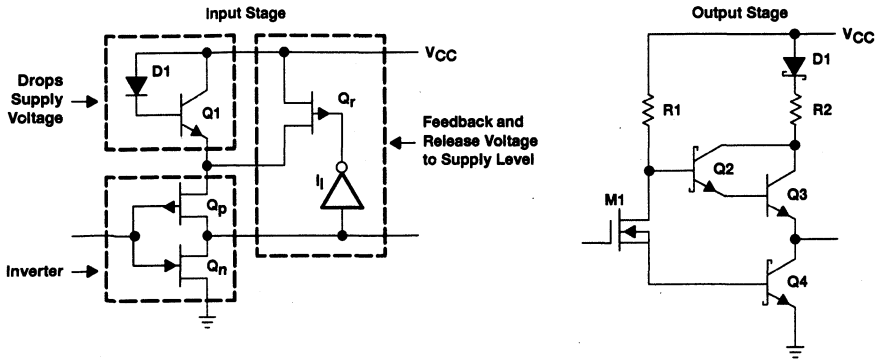 Input Stage
Output Stage
VCC
VCC
D1
D1
Drops
Supply
Voltage
Q1
Qr
R1
R2
Feedback and
Release Voltage
to Supply Level
II
Q2
Q3
Qp
M1
Inverter
Qn
Q4